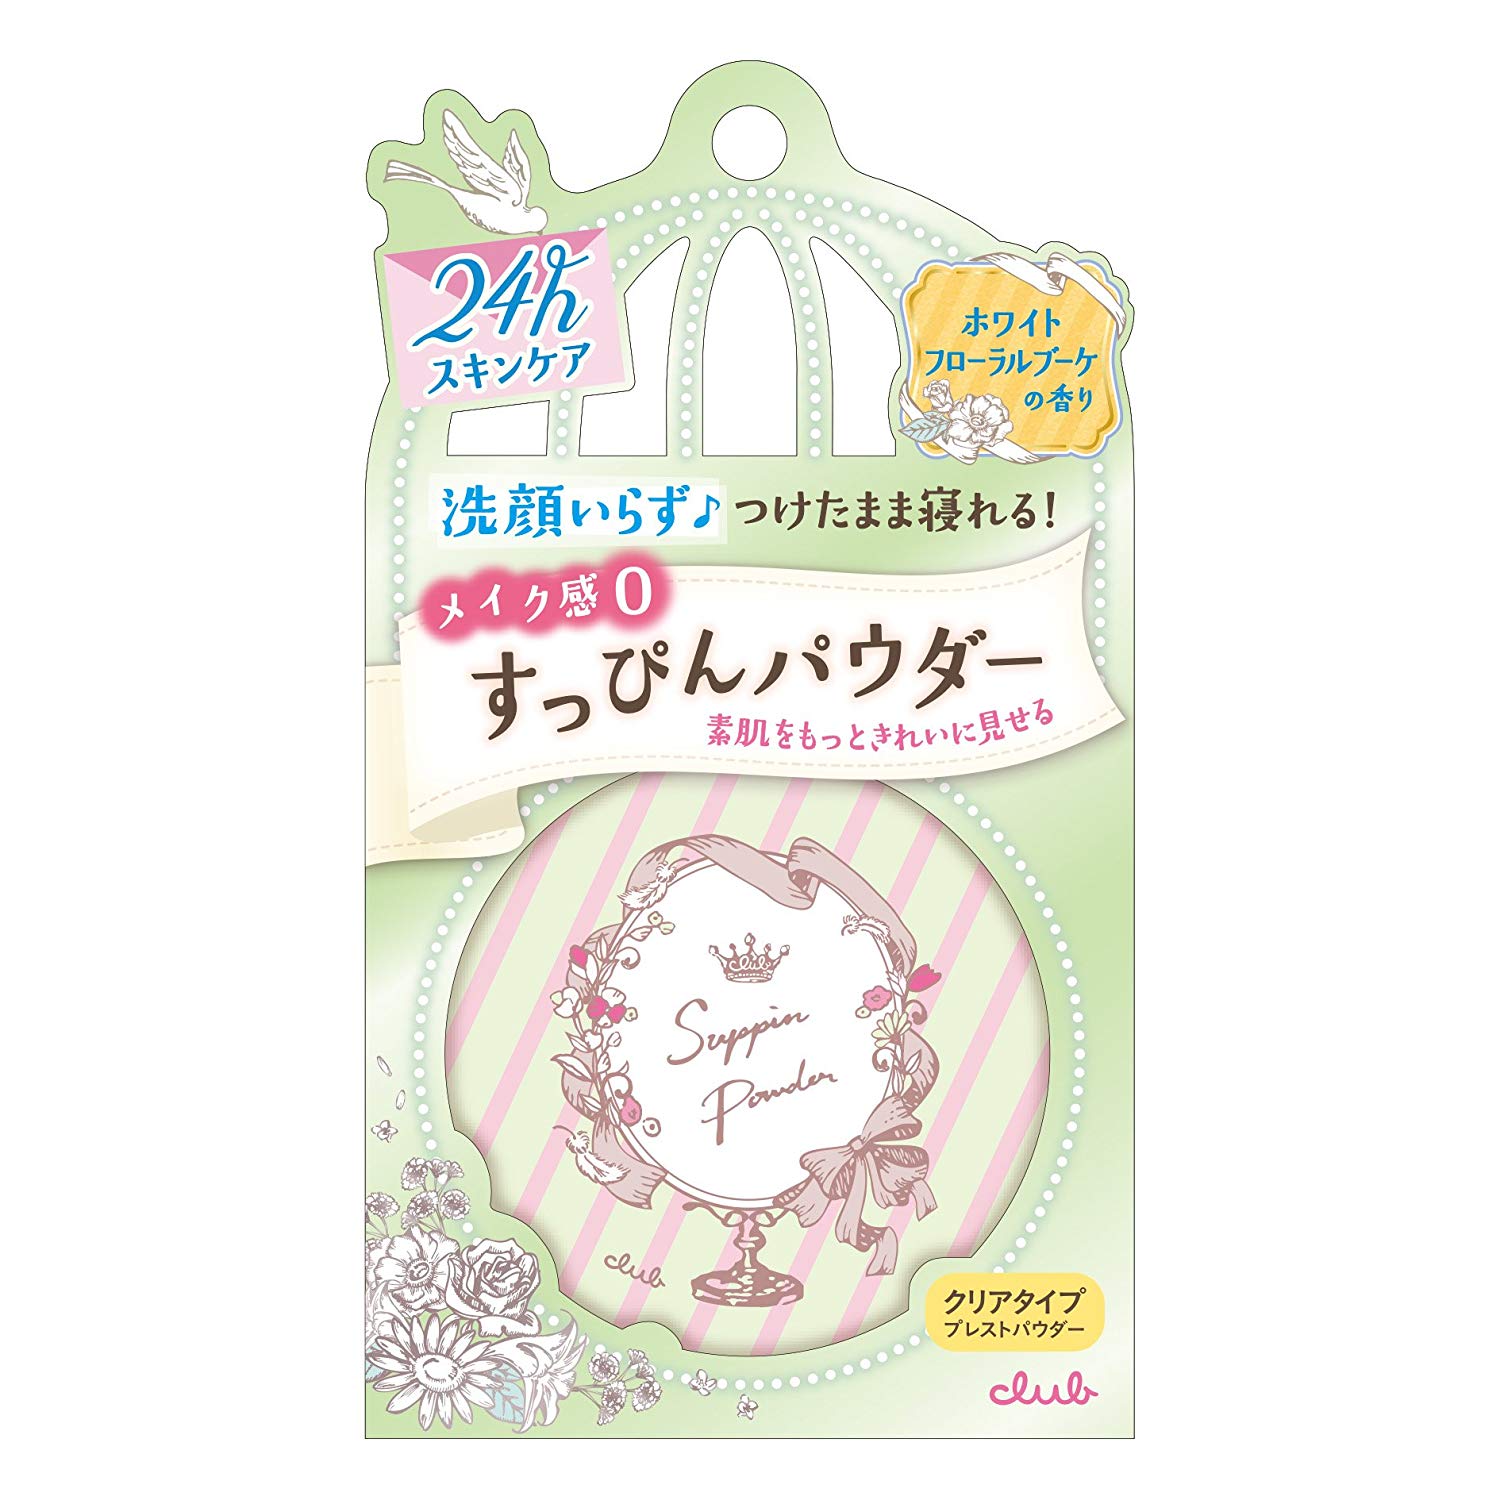 24h
スキンケア
ホワイト
フローラルブーケ
の香り
洗顔いらず♪つけたまま寝れる!
メイク感0
すっぴんパウダー
素肌をもっときれいに見せる
club
Suppin
Powder
club
クリアタイプ
プレストパウダー
club